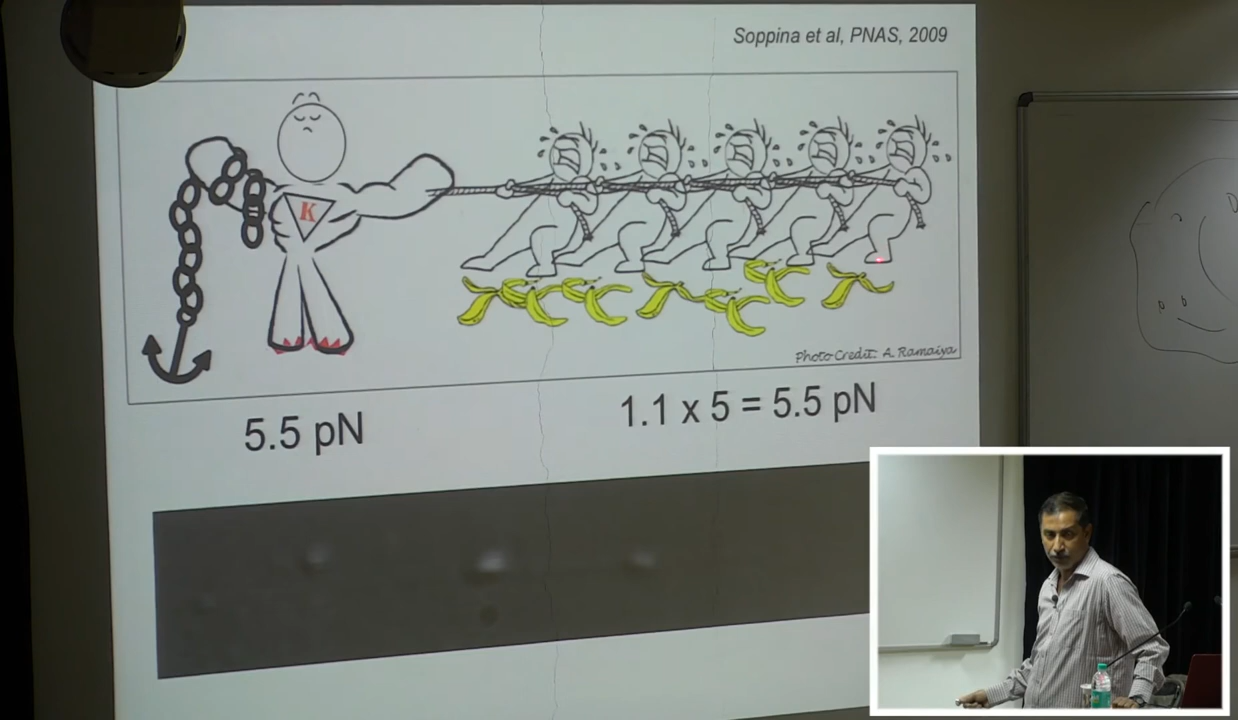 Soppina et al, PNAS, 2009
K
Photo Credit: A. Ramaiya
5.5 pN
1.1 x 5 = 5.5 pN